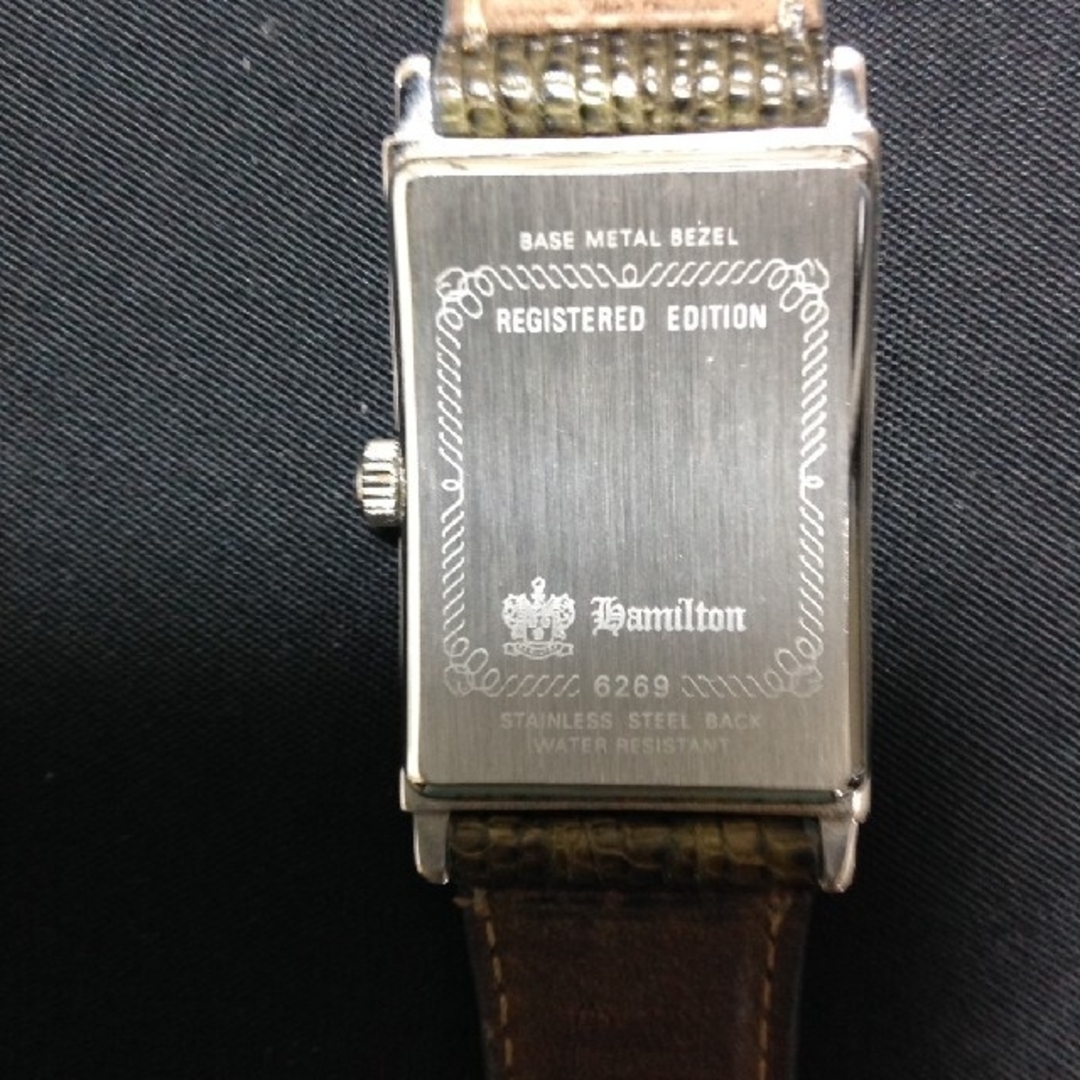 BASE METAL BEZEL
REGISTERED EDITION
Hamilton
6269
STAINLESS STEEL BACK
WATER RESISTANT